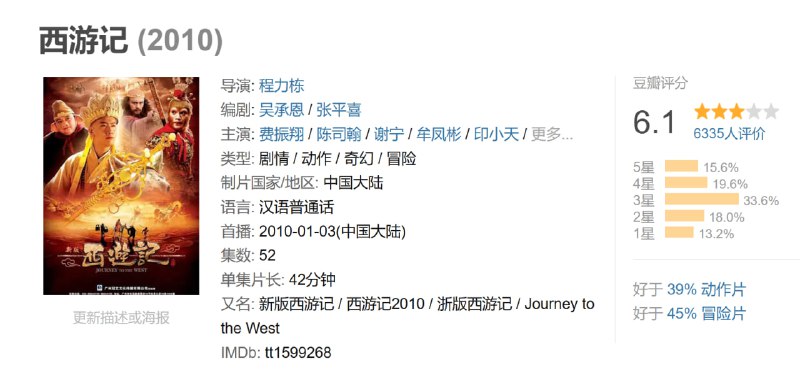 西游记 (2010)
新版
西游記
JOURNEY TO THE WEST
更新描述或海报
导演: 程力栋
编剧: 吴承恩 / 张平喜
主演: 费振翔 / 陈司翰 / 谢宁 / 牟凤彬 / 印小天 / 更多...
类型: 剧情 / 动作 / 奇幻 / 冒险
制片国家/地区: 中国大陆
语言: 汉语普通话
首播: 2010-01-03(中国大陆)
集数: 52
单集片长: 42分钟
又名: 新版西游记 / 西游记2010 / 浙版西游记 / Journey to
the West
IMDb: tt1599268
豆瓣评分
6.1
6335人评价
5星 15.6%
4星 19.6%
3星 33.6%
2星 18.0%
1星 13.2%
好于 39% 动作片
好于 45% 冒险片